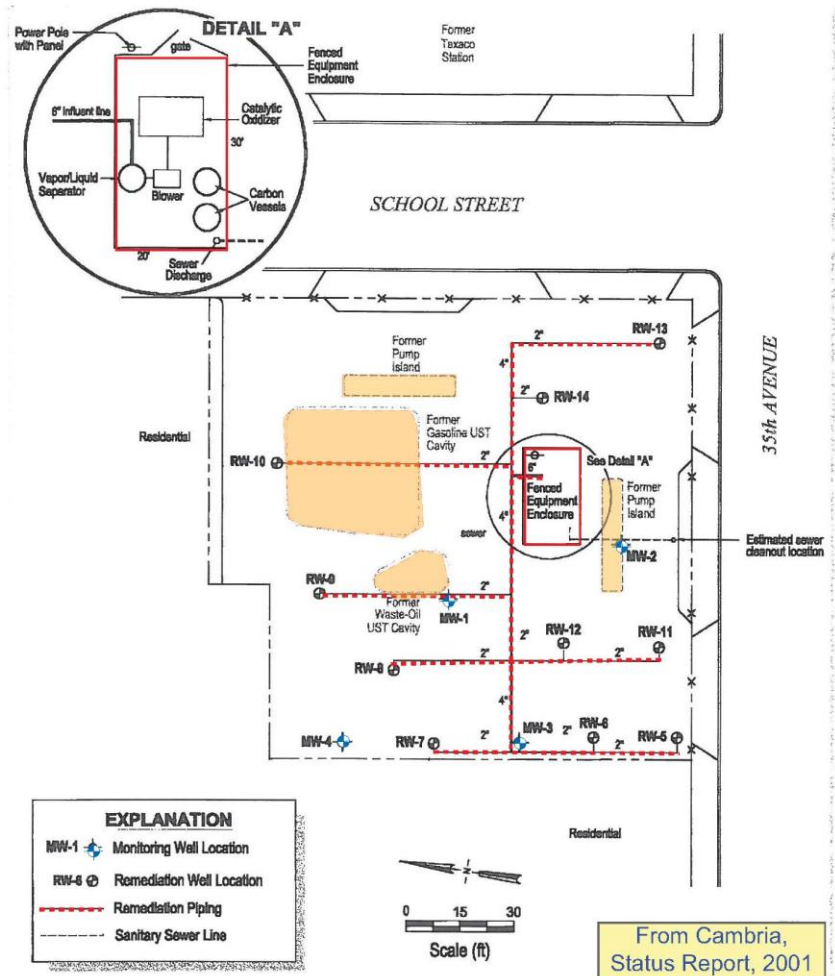 DETAIL "A"
Power Pole
with Panel
gate
Fenced
Equipment
Enclosure
6" Influent line
Catalytic
Oxidizer
30'
Vapor/Liquid
Separator
Blower
Carbon
Vessels
20'
Sewer
Discharge
Former
Texaco
Station
SCHOOL STREET
35th AVENUE
2"
RW-13
4"
Former
Pump
Island
2"
RW-14
Residential
Former
Gasoline UST
Cavity
RW-10
2"
6"
See Detail "A"
Fenced
Equipment
Enclosure
Former
Pump
Island
4"
sewer
Estimated sewer
cleanout location
MW-2
RW-9
2"
MW-1
Former
Waste-Oil
UST Cavity
2"
RW-12
RW-11
2"
2"
RW-8
4"
MW-4
RW-7
2"
MW-3
2"
RW-6
2"
RW-5
Residential
EXPLANATION
MW-1 Monitoring Well Location
RW-6 Remediation Well Location
Remediation Piping
Sanitary Sewer Line
N
0 15 30
Scale (ft)
From Cambria,
Status Report, 2001